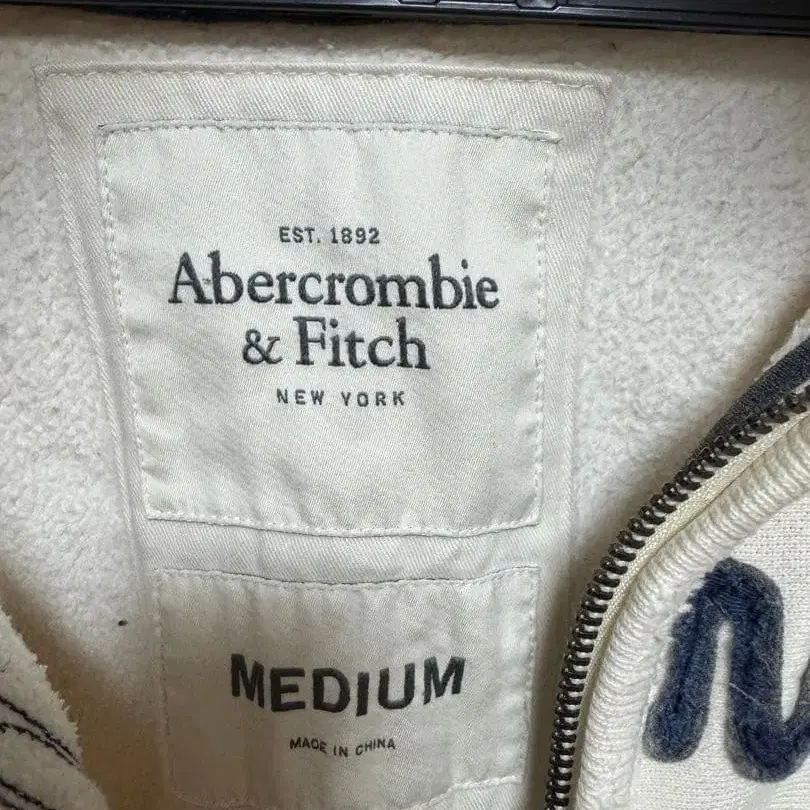 EST. 1892
Abercrombie
& Fitch
NEW YORK
MEDIUM
MADE IN CHINA